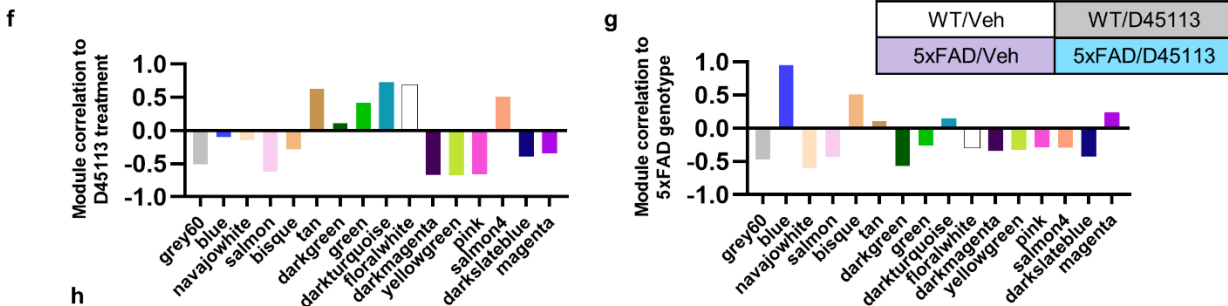 f
Module correlation to
D45113 treatment
1.0
0.5
0.0
-0.5
-1.0
grey60
blue
navajowhite
salmon
bisque
tan
darkgreen
green
darkturquoise
floralwhite
darkmagenta
yellowgreen
pink
salmon4
darkslateblue
magenta
g
WT/Veh WT/D45113
5xFAD/Veh 5xFAD/D45113
Module correlation to
5xFAD genotype
1.0
0.5
0.0
-0.5
-1.0
grey60
blue
navajowhite
salmon
bisque
tan
darkgreen
green
darkturquoise
floralwhite
darkmagenta
yellowgreen
pink
salmon4
darkslateblue
magenta
h